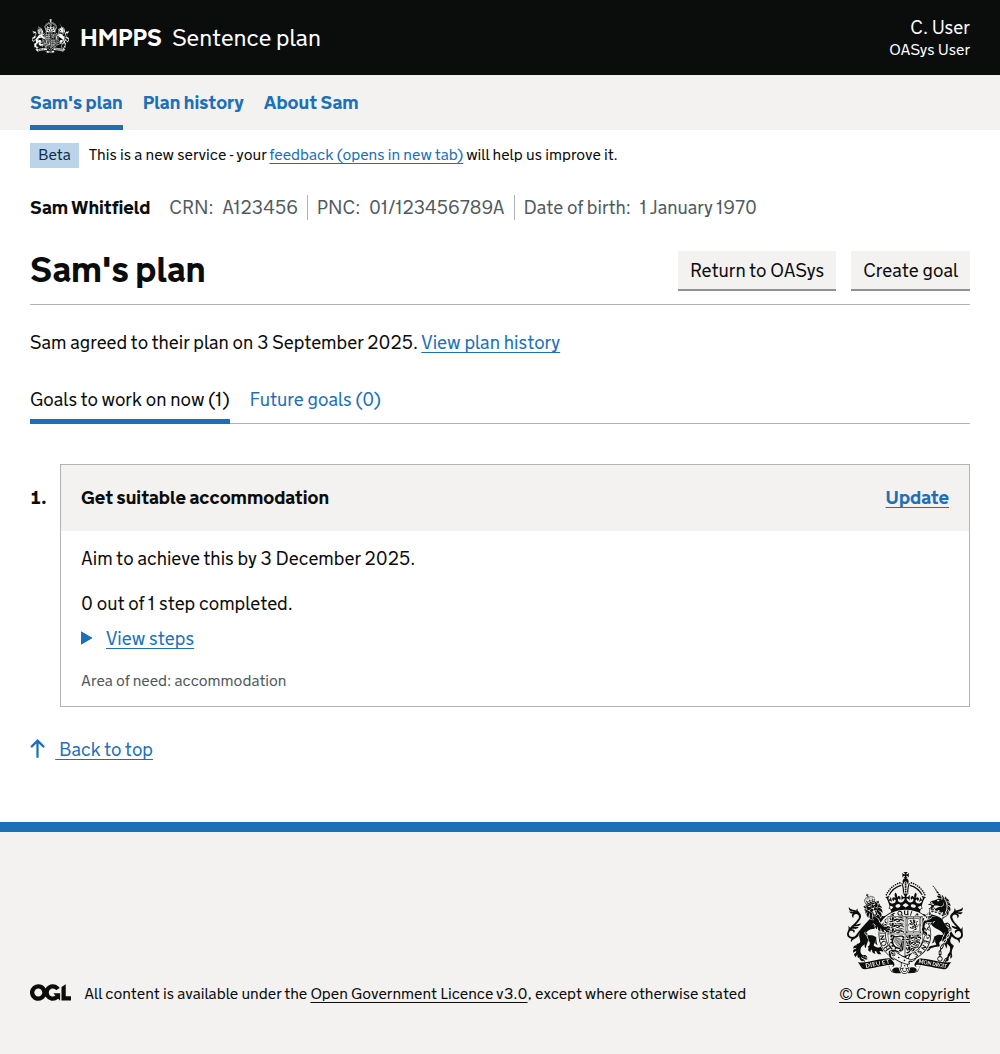 HMPPS Sentence plan
C. User
OASys User
Sam's plan Plan history About Sam
Beta This is a new service - your feedback (opens in new tab) will help us improve it.
Sam Whitfield CRN: A123456 PNC: 01/123456789A Date of birth: 1 January 1970
Sam's plan
Return to OASys Create goal
Sam agreed to their plan on 3 September 2025. View plan history
Goals to work on now (1) Future goals (0)
1. Get suitable accommodation Update
Aim to achieve this by 3 December 2025.
0 out of 1 step completed.
View steps
Area of need: accommodation
Back to top
DIEU ET MON DROIT
OGL All content is available under the Open Government Licence v3.0, except where otherwise stated
© Crown copyright